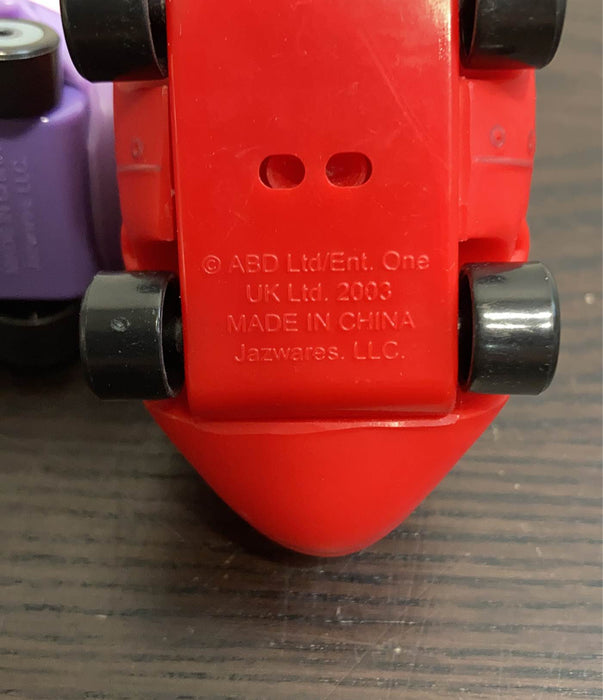 © ABD Ltd/Ent. One
UK Ltd. 2003
MADE IN CHINA
Jazwares. LLC.